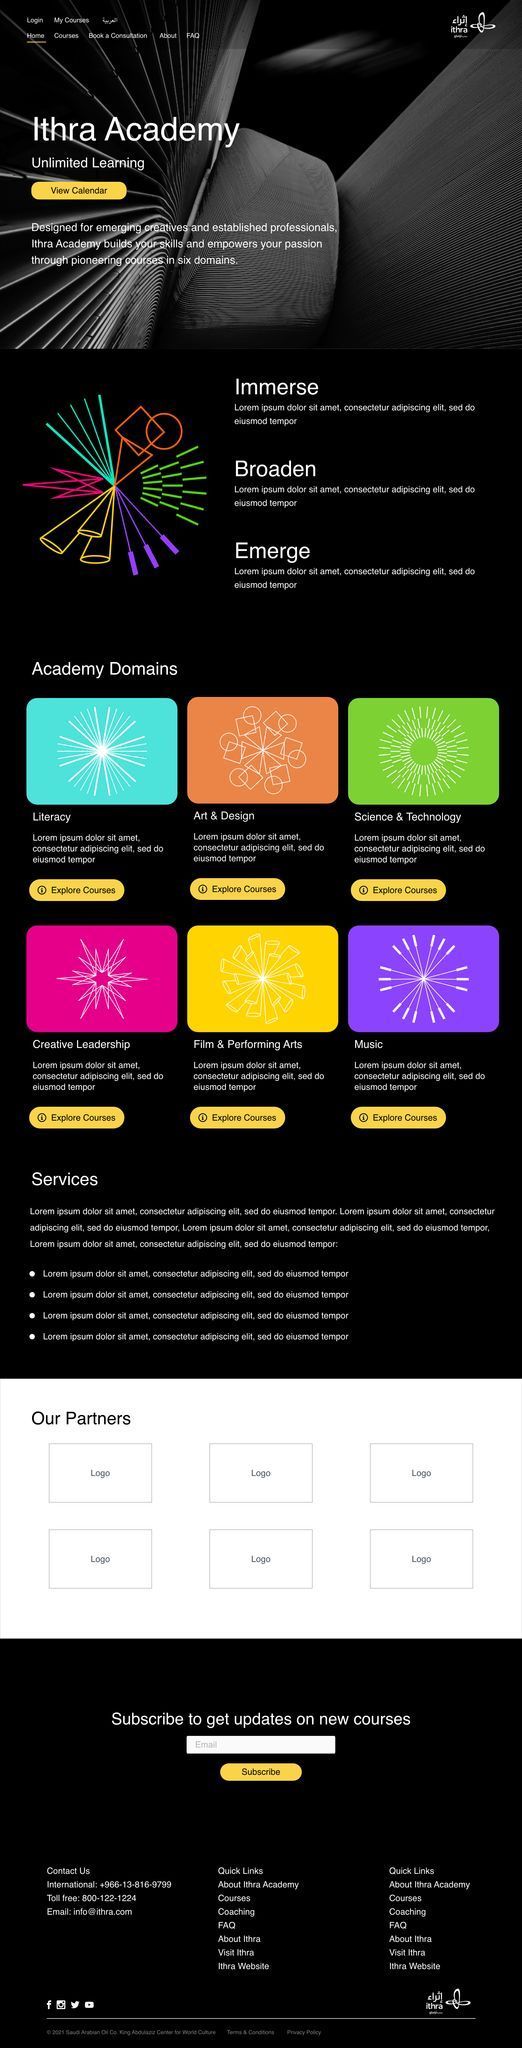 Login My Courses العربية
Home Courses Book a Consultation About FAQ
إثراء
ithra
Ithra Academy
Unlimited Learning
View Calendar
Designed for emerging creatives and established professionals,
Ithra Academy builds your skills and empowers your passion
through pioneering courses in six domains.
Immerse
Lorem ipsum dolor sit amet, consectetur adipiscing elit, sed do
eiusmod tempor
Broaden
Lorem ipsum dolor sit amet, consectetur adipiscing elit, sed do
eiusmod tempor
Emerge
Lorem ipsum dolor sit amet, consectetur adipiscing elit, sed do
eiusmod tempor
Academy Domains
Literacy
Lorem ipsum dolor sit amet,
consectetur adipiscing elit, sed do
eiusmod tempor
Explore Courses
Art & Design
Lorem ipsum dolor sit amet,
consectetur adipiscing elit, sed do
eiusmod tempor
Explore Courses
Science & Technology
Lorem ipsum dolor sit amet,
consectetur adipiscing elit, sed do
eiusmod tempor
Explore Courses
Creative Leadership
Lorem ipsum dolor sit amet,
consectetur adipiscing elit, sed do
eiusmod tempor
Explore Courses
Film & Performing Arts
Lorem ipsum dolor sit amet,
consectetur adipiscing elit, sed do
eiusmod tempor
Explore Courses
Music
Lorem ipsum dolor sit amet,
consectetur adipiscing elit, sed do
eiusmod tempor
Explore Courses
Services
Lorem ipsum dolor sit amet, consectetur adipiscing elit, sed do eiusmod tempor. Lorem ipsum dolor sit amet, consectetur
adipiscing elit, sed do eiusmod tempor, Lorem ipsum dolor sit amet, consectetur adipiscing elit, sed do eiusmod tempor,
Lorem ipsum dolor sit amet, consectetur adipiscing elit, sed do eiusmod tempor:
Lorem ipsum dolor sit amet, consectetur adipiscing elit, sed do eiusmod tempor
Lorem ipsum dolor sit amet, consectetur adipiscing elit, sed do eiusmod tempor
Lorem ipsum dolor sit amet, consectetur adipiscing elit, sed do eiusmod tempor
Lorem ipsum dolor sit amet, consectetur adipiscing elit, sed do eiusmod tempor
Our Partners
Logo Logo Logo
Logo Logo Logo
Subscribe to get updates on new courses
Email
Subscribe
Contact Us
International: +966-13-816-9799
Toll free: 800-122-1224
Email: info@ithra.com
Quick Links
About Ithra Academy
Courses
Coaching
FAQ
About Ithra
Visit Ithra
Ithra Website
Quick Links
About Ithra Academy
Courses
Coaching
FAQ
About Ithra
Visit Ithra
Ithra Website
إثراء
ithra
© 2021 Saudi Arabian Oil Co. King Abdulaziz Center for World Culture Terms & Conditions Privacy Policy